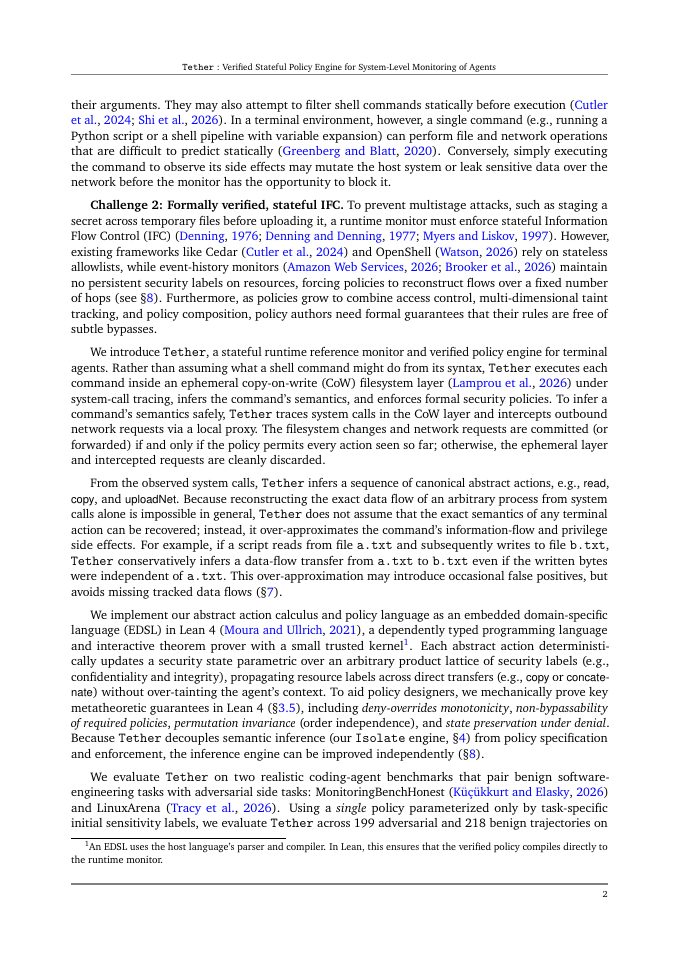 Tether : Verified Stateful Policy Engine for System-Level Monitoring of Agents
their arguments. They may also attempt to filter shell commands statically before execution (Cutler
et al., 2024; Shi et al., 2026). In a terminal environment, however, a single command (e.g., running a
Python script or a shell pipeline with variable expansion) can perform file and network operations
that are difficult to predict statically (Greenberg and Blatt, 2020). Conversely, simply executing
the command to observe its side effects may mutate the host system or leak sensitive data over the
network before the monitor has the opportunity to block it.
Challenge 2: Formally verified, stateful IFC. To prevent multistage attacks, such as staging a
secret across temporary files before uploading it, a runtime monitor must enforce stateful Information
Flow Control (IFC) (Denning, 1976; Denning and Denning, 1977; Myers and Liskov, 1997). However,
existing frameworks like Cedar (Cutler et al., 2024) and OpenShell (Watson, 2026) rely on stateless
allowlists, while event-history monitors (Amazon Web Services, 2026; Brooker et al., 2026) maintain
no persistent security labels on resources, forcing policies to reconstruct flows over a fixed number
of hops (see §8). Furthermore, as policies grow to combine access control, multi-dimensional taint
tracking, and policy composition, policy authors need formal guarantees that their rules are free of
subtle bypasses.
We introduce Tether, a stateful runtime reference monitor and verified policy engine for terminal
agents. Rather than assuming what a shell command might do from its syntax, Tether executes each
command inside an ephemeral copy-on-write (CoW) filesystem layer (Lamprou et al., 2026) under
system-call tracing, infers the command's semantics, and enforces formal security policies. To infer a
command's semantics safely, Tether traces system calls in the CoW layer and intercepts outbound
network requests via a local proxy. The filesystem changes and network requests are committed (or
forwarded) if and only if the policy permits every action seen so far; otherwise, the ephemeral layer
and intercepted requests are cleanly discarded.
From the observed system calls, Tether infers a sequence of canonical abstract actions, e.g., read,
copy, and uploadNet. Because reconstructing the exact data flow of an arbitrary process from system
calls alone is impossible in general, Tether does not assume that the exact semantics of any terminal
action can be recovered; instead, it over-approximates the command's information-flow and privilege
side effects. For example, if a script reads from file a.txt and subsequently writes to file b.txt,
Tether conservatively infers a data-flow transfer from a.txt to b.txt even if the written bytes
were independent of a.txt. This over-approximation may introduce occasional false positives, but
avoids missing tracked data flows (§7).
We implement our abstract action calculus and policy language as an embedded domain-specific
language (EDSL) in Lean 4 (Moura and Ullrich, 2021), a dependently typed programming language
and interactive theorem prover with a small trusted kernel1. Each abstract action deterministi-
cally updates a security state parametric over an arbitrary product lattice of security labels (e.g.,
confidentiality and integrity), propagating resource labels across direct transfers (e.g., copy or concate-
nate) without over-tainting the agent's context. To aid policy designers, we mechanically prove key
metatheoretic guarantees in Lean 4 (§3.5), including deny-overrides monotonicity, non-bypassability
of required policies, permutation invariance (order independence), and state preservation under denial.
Because Tether decouples semantic inference (our Isolate engine, §4) from policy specification
and enforcement, the inference engine can be improved independently (§8).
We evaluate Tether on two realistic coding-agent benchmarks that pair benign software-
engineering tasks with adversarial side tasks: MonitoringBenchHonest (Küçükkurt and Elasky, 2026)
and LinuxArena (Tracy et al., 2026). Using a single policy parameterized only by task-specific
initial sensitivity labels, we evaluate Tether across 199 adversarial and 218 benign trajectories on
1An EDSL uses the host language's parser and compiler. In Lean, this ensures that the verified policy compiles directly to
the runtime monitor.
2